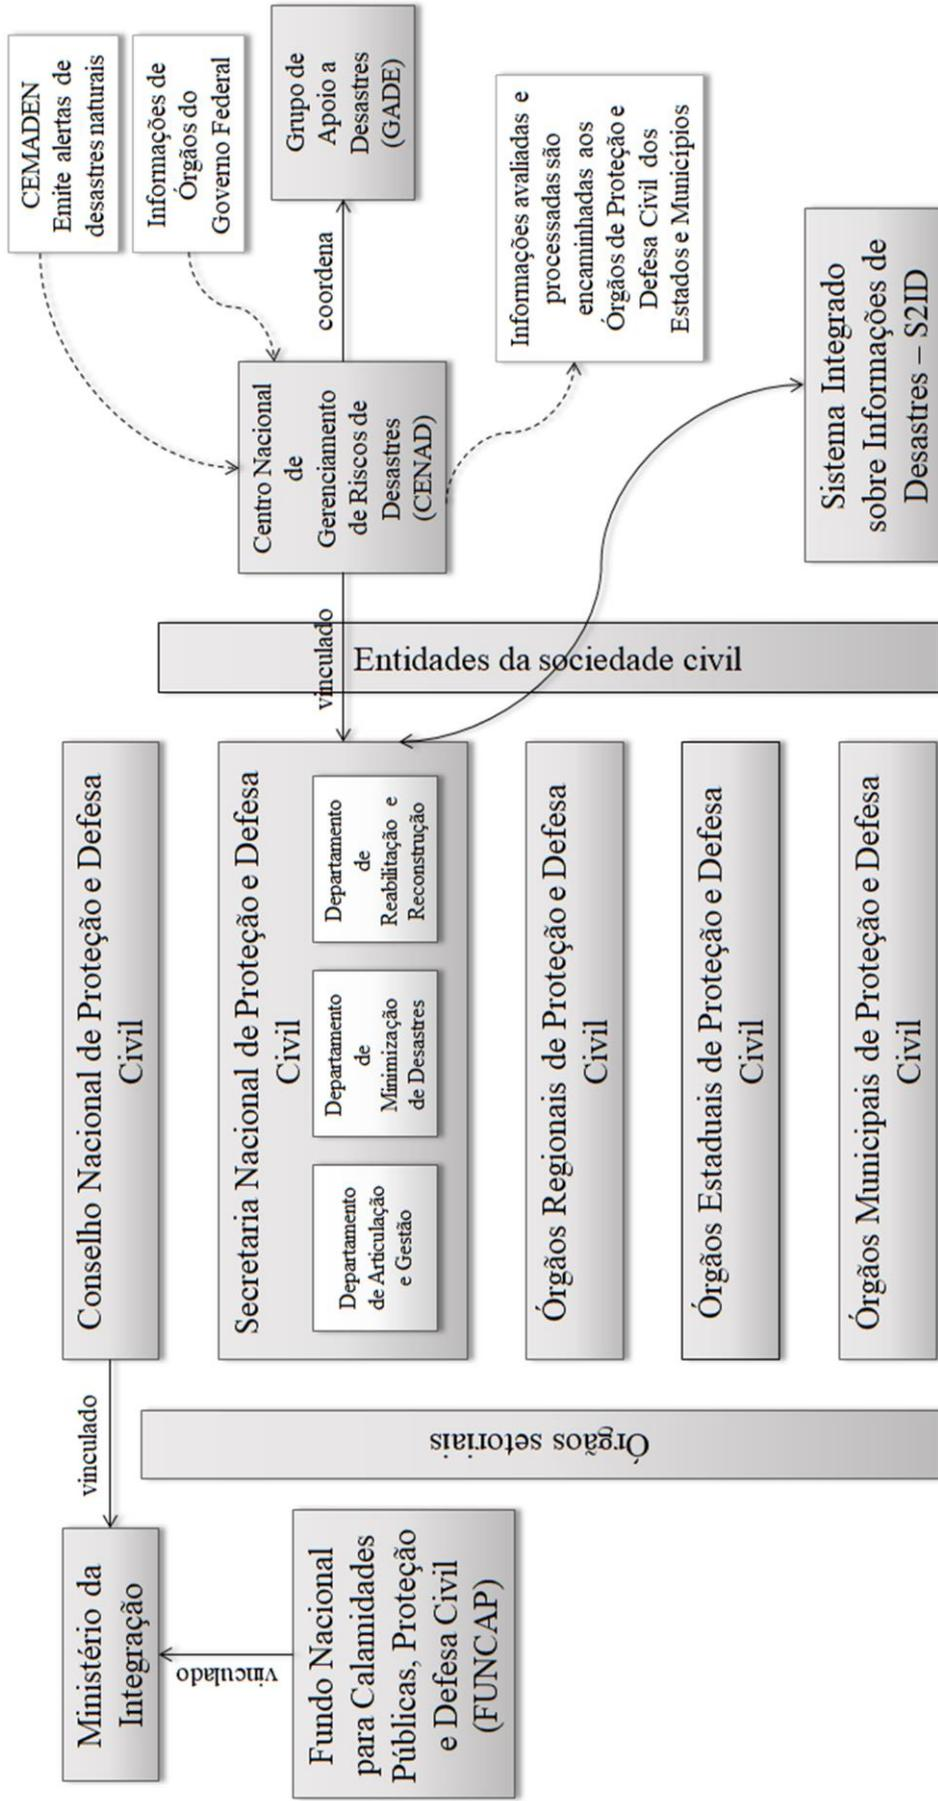 Ministério da
Integração
vinculado
Conselho Nacional de Proteção e Defesa
Civil
vinculado
Fundo Nacional
para Calamidades
Públicas, Proteção
e Defesa Civil
(FUNCAP)
Órgãos setoriais
Secretaria Nacional de Proteção e Defesa
Civil
Departamento
de Articulação
e Gestão
Departamento
de
Minimização
de Desastres
Departamento
de
Reabilitação e
Reconstrução
Órgãos Regionais de Proteção e Defesa
Civil
Órgãos Estaduais de Proteção e Defesa
Civil
Órgãos Municipais de Proteção e Defesa
Civil
Entidades da sociedade civil
vinculado
Centro Nacional
de
Gerenciamento
de Riscos de
Desastres
(CENAD)
coordena
CEMADEN
Emite alertas de
desastres naturais
Informações de
Órgãos do
Governo Federal
Grupo de
Apoio a
Desastres
(GADE)
Informações avaliadas e
processadas são
encaminhadas aos
Órgãos de Proteção e
Defesa Civil dos
Estados e Municípios
Sistema Integrado
sobre Informações de
Desastres – S2ID